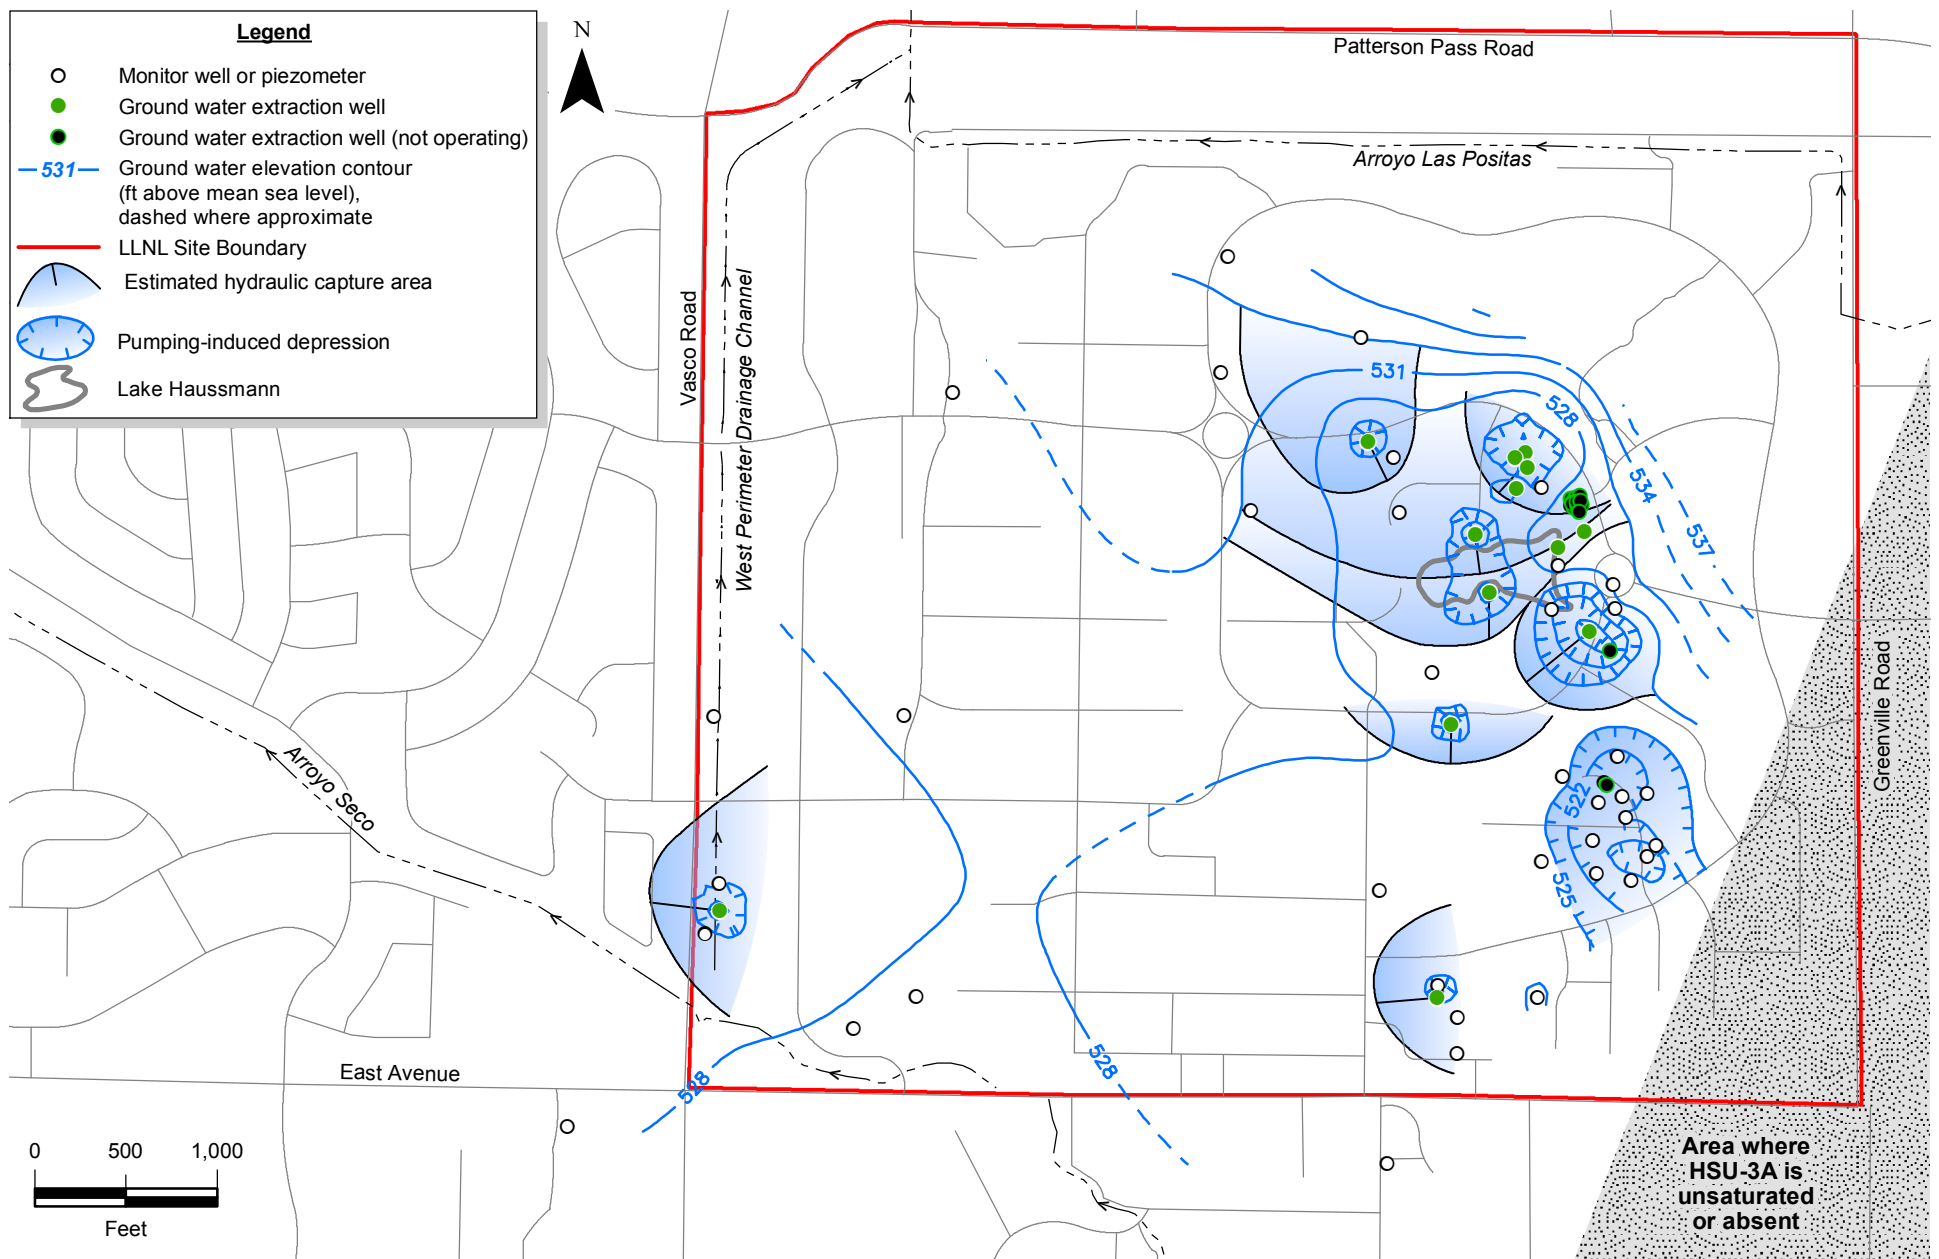 Legend
Monitor well or piezometer
Ground water extraction well
Ground water extraction well (not operating)
531
Ground water elevation contour
(ft above mean sea level),
dashed where approximate
LLNL Site Boundary
Estimated hydraulic capture area
Pumping-induced depression
Lake Haussmann
N
Patterson Pass Road
Arroyo Las Positas
Vasco Road
West Perimeter Drainage Channel
531
528
534
537
Greenville Road
Arroyo Seco
522
525
East Avenue
528
528
0 500 1,000
Feet
Area where
HSU-3A is
unsaturated
or absent